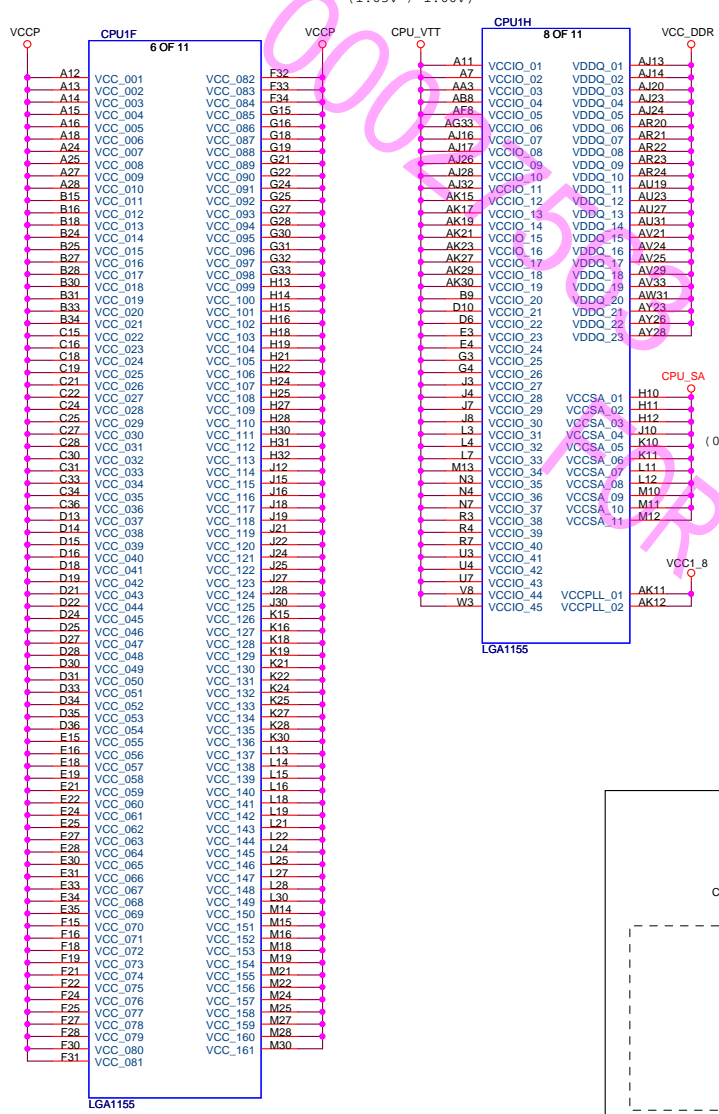 (1.05V / 1.00V)
VCCP CPU1F VCCP
6 OF 11
A12 VCC_001 VCC_082 F32
A13 VCC_002 VCC_083 F33
A14 VCC_003 VCC_084 F34
A15 VCC_004 VCC_085 G15
A16 VCC_005 VCC_086 G16
A18 VCC_006 VCC_087 G18
A24 VCC_007 VCC_088 G19
A25 VCC_008 VCC_089 G21
A27 VCC_009 VCC_090 G22
A28 VCC_010 VCC_091 G24
B15 VCC_011 VCC_092 G25
B16 VCC_012 VCC_093 G27
B18 VCC_013 VCC_094 G28
B24 VCC_014 VCC_095 G30
B25 VCC_015 VCC_096 G31
B27 VCC_016 VCC_097 G32
B28 VCC_017 VCC_098 G33
B30 VCC_018 VCC_099 H13
B31 VCC_019 VCC_100 H14
B33 VCC_020 VCC_101 H15
B34 VCC_021 VCC_102 H16
C15 VCC_022 VCC_103 H18
C16 VCC_023 VCC_104 H19
C18 VCC_024 VCC_105 H21
C19 VCC_025 VCC_106 H22
C21 VCC_026 VCC_107 H24
C22 VCC_027 VCC_108 H25
C24 VCC_028 VCC_109 H27
C25 VCC_029 VCC_110 H28
C27 VCC_030 VCC_111 H30
C28 VCC_031 VCC_112 H31
C30 VCC_032 VCC_113 H32
C31 VCC_033 VCC_114 J12
C33 VCC_034 VCC_115 J15
C34 VCC_035 VCC_116 J16
C36 VCC_036 VCC_117 J18
D13 VCC_037 VCC_118 J19
D14 VCC_038 VCC_119 J21
D15 VCC_039 VCC_120 J22
D16 VCC_040 VCC_121 J24
D18 VCC_041 VCC_122 J25
D19 VCC_042 VCC_123 J27
D21 VCC_043 VCC_124 J28
D22 VCC_044 VCC_125 J30
D24 VCC_045 VCC_126 K15
D25 VCC_046 VCC_127 K16
D27 VCC_047 VCC_128 K18
D28 VCC_048 VCC_129 K19
D30 VCC_049 VCC_130 K21
D31 VCC_050 VCC_131 K22
D33 VCC_051 VCC_132 K24
D34 VCC_052 VCC_133 K25
D35 VCC_053 VCC_134 K27
D36 VCC_054 VCC_135 K28
E15 VCC_055 VCC_136 K30
E16 VCC_056 VCC_137 L13
E18 VCC_057 VCC_138 L14
E19 VCC_058 VCC_139 L15
E21 VCC_059 VCC_140 L16
E22 VCC_060 VCC_141 L18
E24 VCC_061 VCC_142 L19
E25 VCC_062 VCC_143 L21
E27 VCC_063 VCC_144 L22
E28 VCC_064 VCC_145 L24
E30 VCC_065 VCC_146 L25
E31 VCC_066 VCC_147 L27
E33 VCC_067 VCC_148 L28
E34 VCC_068 VCC_149 L30
E35 VCC_069 VCC_150 M14
F15 VCC_070 VCC_151 M15
F16 VCC_071 VCC_152 M16
F18 VCC_072 VCC_153 M18
F19 VCC_073 VCC_154 M19
F21 VCC_074 VCC_155 M21
F22 VCC_075 VCC_156 M22
F24 VCC_076 VCC_157 M24
F25 VCC_077 VCC_158 M25
F27 VCC_078 VCC_159 M27
F28 VCC_079 VCC_160 M28
F30 VCC_080 VCC_161 M30
F31 VCC_081
LGA1155
CPU_VTT CPU1H VCC_DDR
8 OF 11
A11 VCCIO_01 VDDQ_01 AJ13
A7 VCCIO_02 VDDQ_02 AJ14
AA3 VCCIO_03 VDDQ_03 AJ20
AB8 VCCIO_04 VDDQ_04 AJ23
AF8 VCCIO_05 VDDQ_05 AJ24
AG33 VCCIO_06 VDDQ_06 AR20
AJ16 VCCIO_07 VDDQ_07 AR21
AJ17 VCCIO_08 VDDQ_08 AR22
AJ26 VCCIO_09 VDDQ_09 AR23
AJ28 VCCIO_10 VDDQ_10 AR24
AJ32 VCCIO_11 VDDQ_11 AU19
AK15 VCCIO_12 VDDQ_12 AU23
AK17 VCCIO_13 VDDQ_13 AU27
AK19 VCCIO_14 VDDQ_14 AU31
AK21 VCCIO_15 VDDQ_15 AV21
AK23 VCCIO_16 VDDQ_16 AV24
AK27 VCCIO_17 VDDQ_17 AV25
AK29 VCCIO_18 VDDQ_18 AV29
AK30 VCCIO_19 VDDQ_19 AV33
B9 VCCIO_20 VDDQ_20 AW31
D10 VCCIO_21 VDDQ_21 AY23
D6 VCCIO_22 VDDQ_22 AY26
E3 VCCIO_23 VDDQ_23 AY28
E4 VCCIO_24
G3 VCCIO_25
G4 VCCIO_26 CPU_SA
J3 VCCIO_27
J4 VCCIO_28 VCCSA_01 H10
J7 VCCIO_29 VCCSA_02 H11
J8 VCCIO_30 VCCSA_03 H12
L3 VCCIO_31 VCCSA_04 J10
L4 VCCIO_32 VCCSA_05 K10 (0
L7 VCCIO_33 VCCSA_06 K11
M13 VCCIO_34 VCCSA_07 L11
N3 VCCIO_35 VCCSA_08 L12
N4 VCCIO_36 VCCSA_09 M10
N7 VCCIO_37 VCCSA_10 M11
R3 VCCIO_38 VCCSA_11 M12
R4 VCCIO_39
R7 VCCIO_40
U3 VCCIO_41 VCC1_8
U4 VCCIO_42
U7 VCCIO_43
V8 VCCIO_44 VCCPLL_01 AK11
W3 VCCIO_45 VCCPLL_02 AK12
LGA1155
C
00027563
FOR